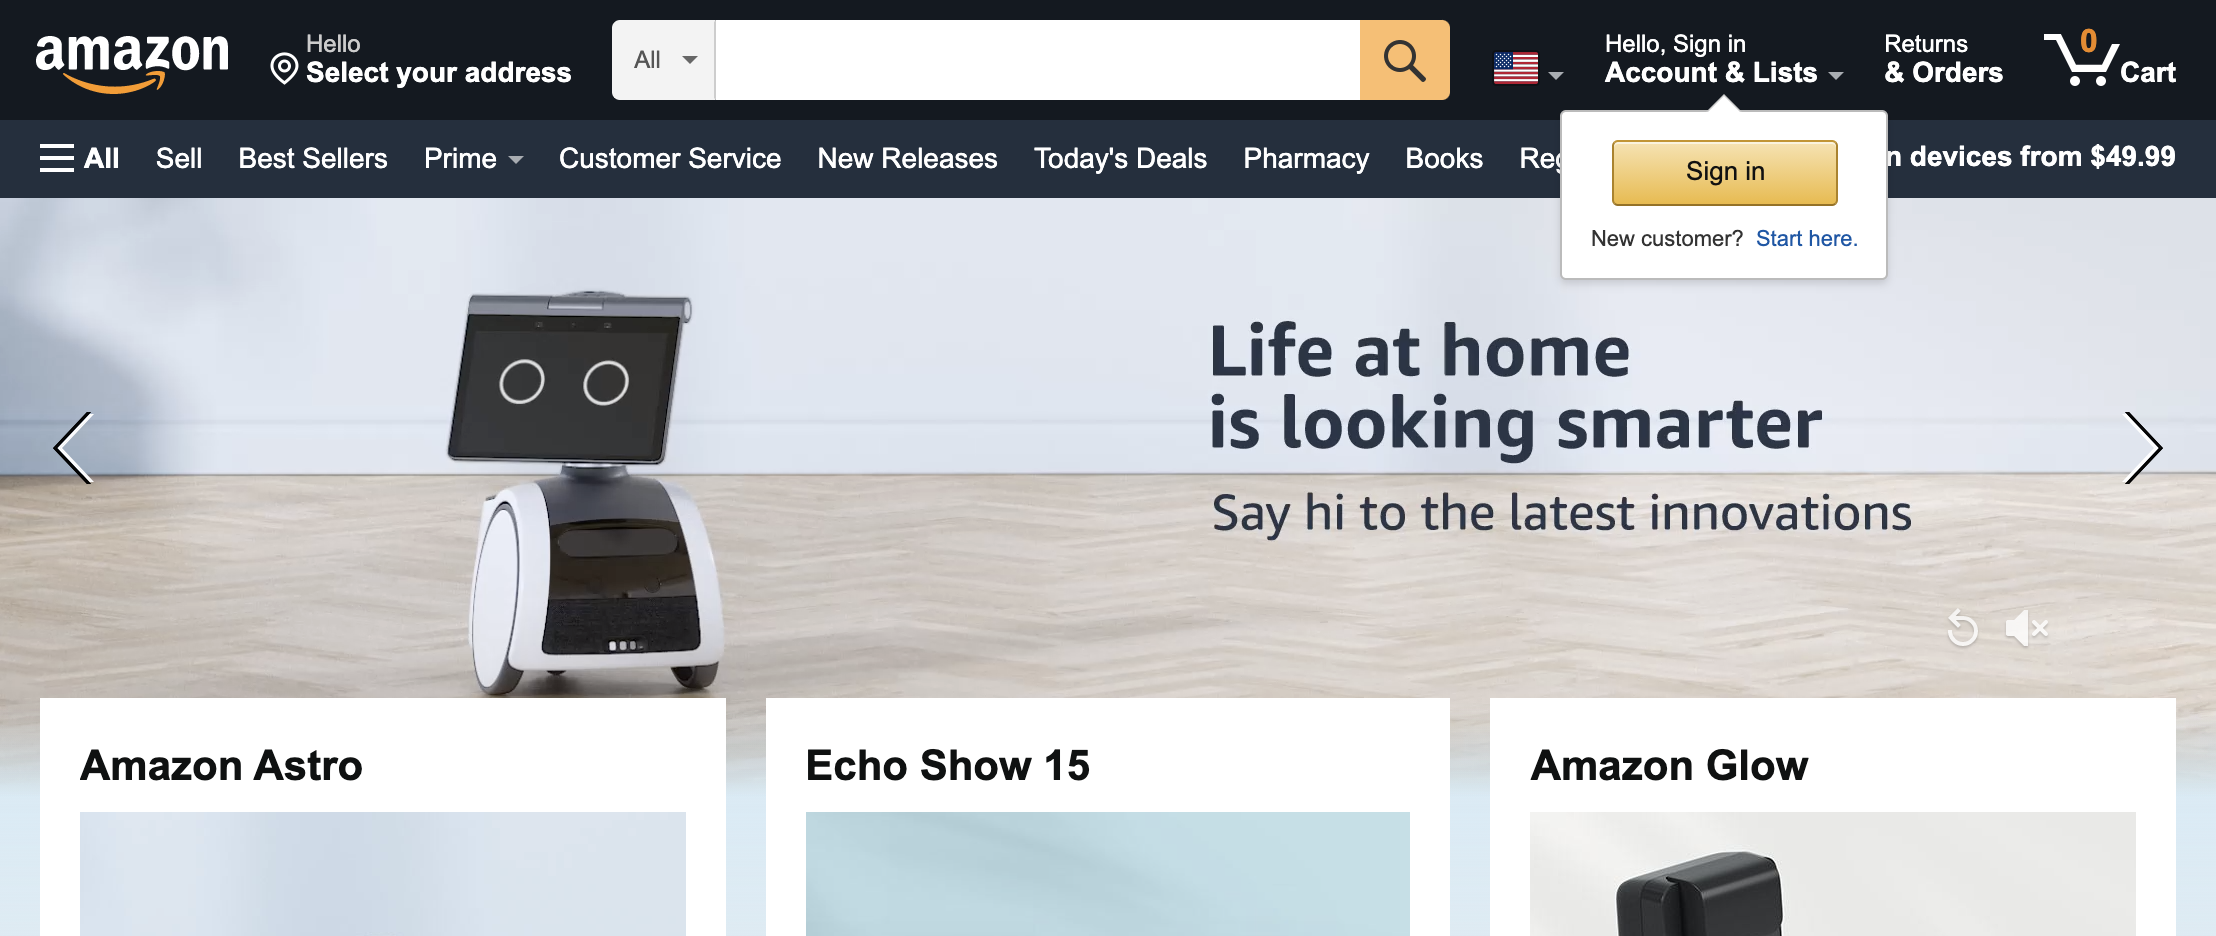 amazon
Hello
Select your address
All
Hello, Sign in
Account & Lists
Returns
& Orders
0
Cart
All
Sell
Best Sellers
Prime
Customer Service
New Releases
Today's Deals
Pharmacy
Books
devices from $49.99
Sign in
New customer? Start here.
Life at home
is looking smarter
Say hi to the latest innovations
Amazon Astro
Echo Show 15
Amazon Glow